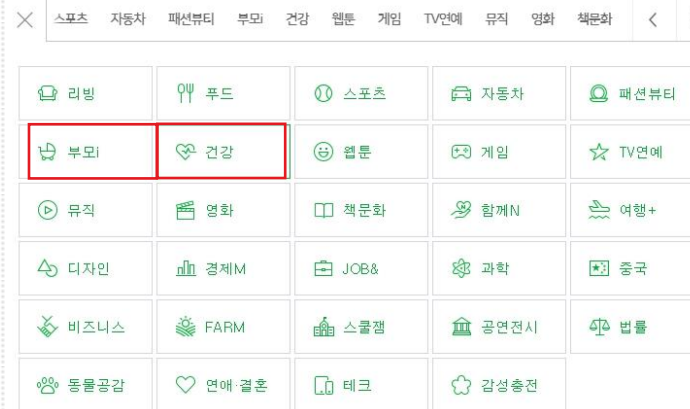 스포츠 자동차 패션뷰티 부모i 건강 웹툰 게임 TV연예 뮤직 영화 책문화
리빙 푸드 스포츠 자동차 패션뷰티
부모i 건강 웹툰 게임 TV연예
뮤직 영화 책문화 함께N 여행+
디자인 경제M JOB& 과학 중국
비즈니스 FARM 스쿨잼 공연전시 법률
동물공감 연애·결혼 테크 감성충전